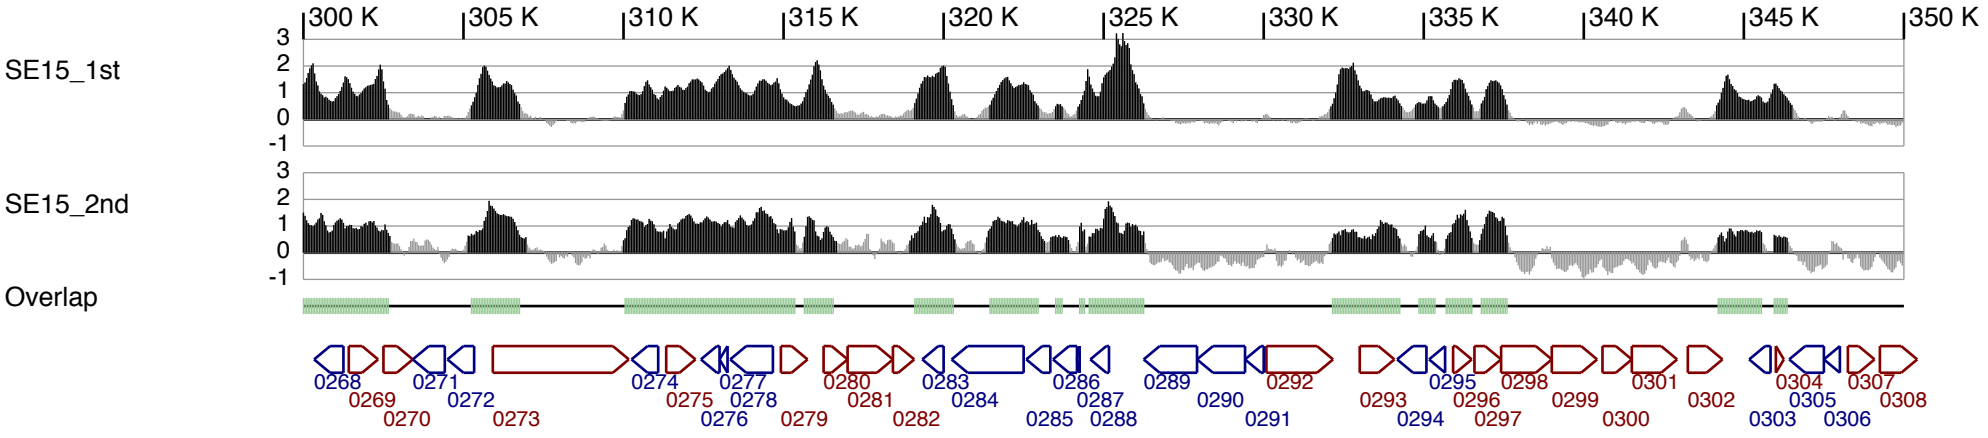 300 K 305 K 310 K 315 K 320 K 325 K 330 K 335 K 340 K 345 K 350 K
SE15_1st
3
2
1
0
-1
SE15_2nd
3
2
1
0
-1
Overlap
0268 0271 0274 0277 0280 0283 0286 0289 0292 0295 0298 0301 0304 0307
0269 0272 0275 0278 0281 0284 0287 0290 0293 0296 0299 0302 0305 0308
0270 0273 0276 0279 0282 0285 0288 0291 0294 0297 0300 0303 0306